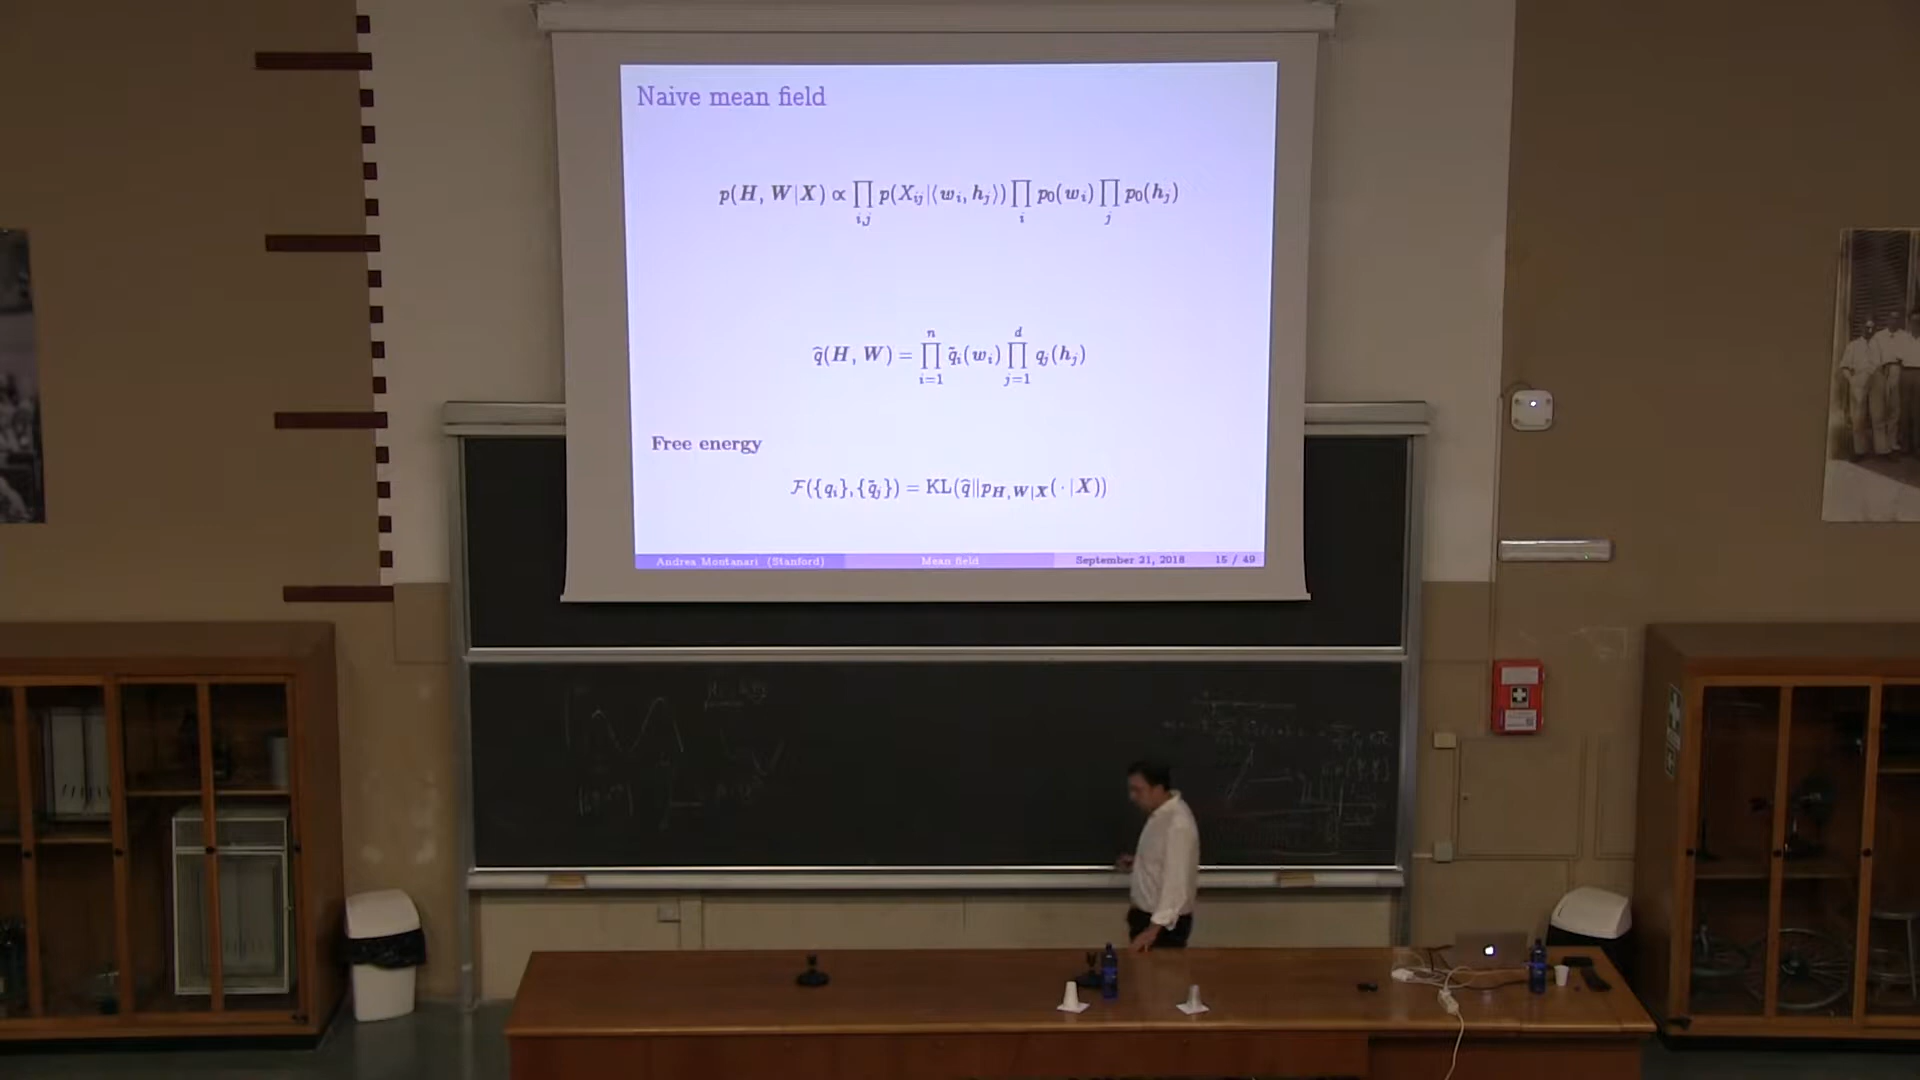 Naive mean field
p(H, W|X) ∝ ∏_{i,j} p(X_{ij}|⟨w_i, h_j⟩) ∏_i p_0(w_i) ∏_j p_0(h_j)
q̂(H, W) = ∏_{i=1}^{n} q̃_i(w_i) ∏_{j=1}^{d} q_j(h_j)
Free energy
ℱ({q_i}, {q̃_j}) = KL(q̂||p_{H,W|X}( · |X))
Andrea Montanari (Stanford) Mean field September 21, 2018 15 / 49